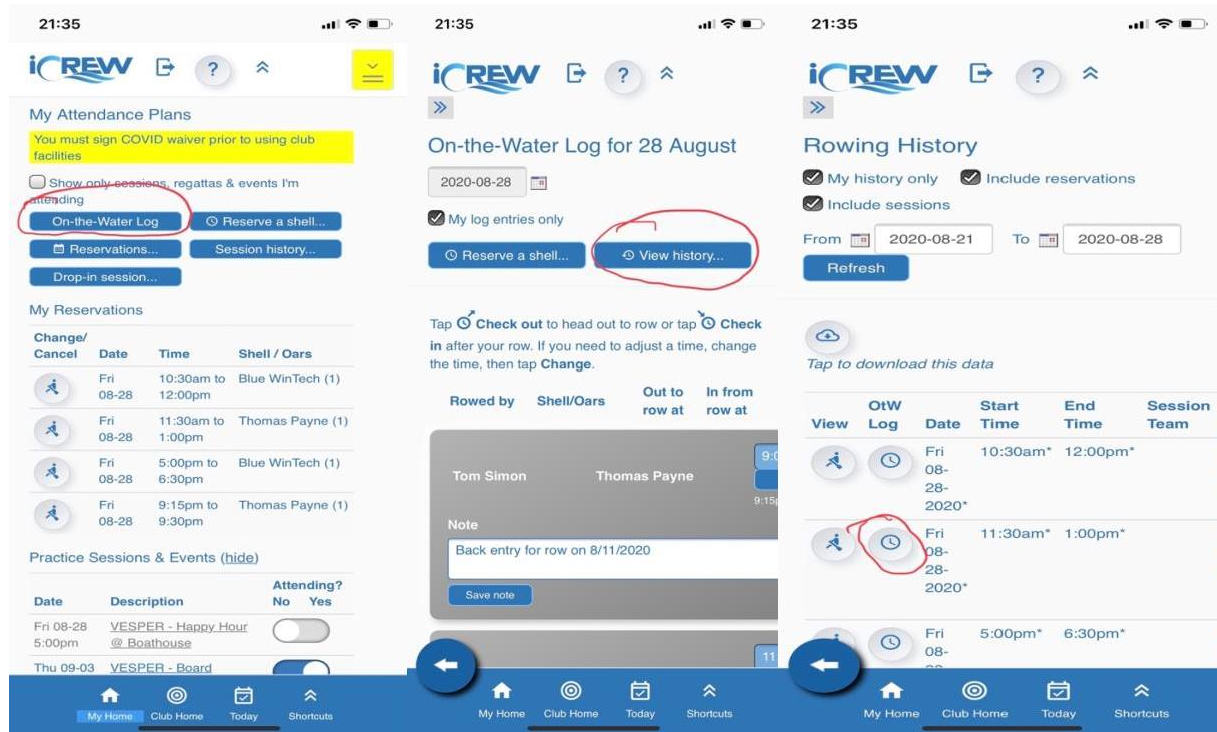 21:35
iCREW
?
My Attendance Plans
You must sign COVID waiver prior to using club
facilities
Show only sessions, regattas & events I'm
attending
On-the-Water Log
Reserve a shell...
Reservations...
Session history...
Drop-in session...
My Reservations
Change/
Cancel Date Time Shell / Oars
Fri 10:30am to Blue WinTech (1)
08-28 12:00pm
Fri 11:30am to Thomas Payne (1)
08-28 1:00pm
Fri 5:00pm to Blue WinTech (1)
08-28 6:30pm
Fri 9:15pm to Thomas Payne (1)
08-28 9:30pm
Practice Sessions & Events (hide)
Attending?
Date Description No Yes
Fri 08-28 VESPER - Happy Hour
5:00pm @ Boathouse
Thu 09-03 VESPER - Board
My Home Club Home Today Shortcuts
21:35
iCREW
?
On-the-Water Log for 28 August
2020-08-28
My log entries only
Reserve a shell...
View history...
Tap Check out to head out to row or tap Check
in after your row. If you need to adjust a time, change
the time, then tap Change.
Out to In from
Rowed by Shell/Oars row at row at
9:0
Tom Simon Thomas Payne
9:15p
Note
Back entry for row on 8/11/2020
Save note
11
My Home Club Home Today Shortcuts
21:35
iCREW
?
Rowing History
My history only Include reservations
Include sessions
From 2020-08-21 To 2020-08-28
Refresh
Tap to download this data
OtW Start End Session
View Log Date Time Time Team
Fri 10:30am* 12:00pm*
08-
28-
2020*
Fri 11:30am* 1:00pm*
08-
28-
2020*
Fri 5:00pm* 6:30pm*
08-
My Home Club Home Today Shortcuts